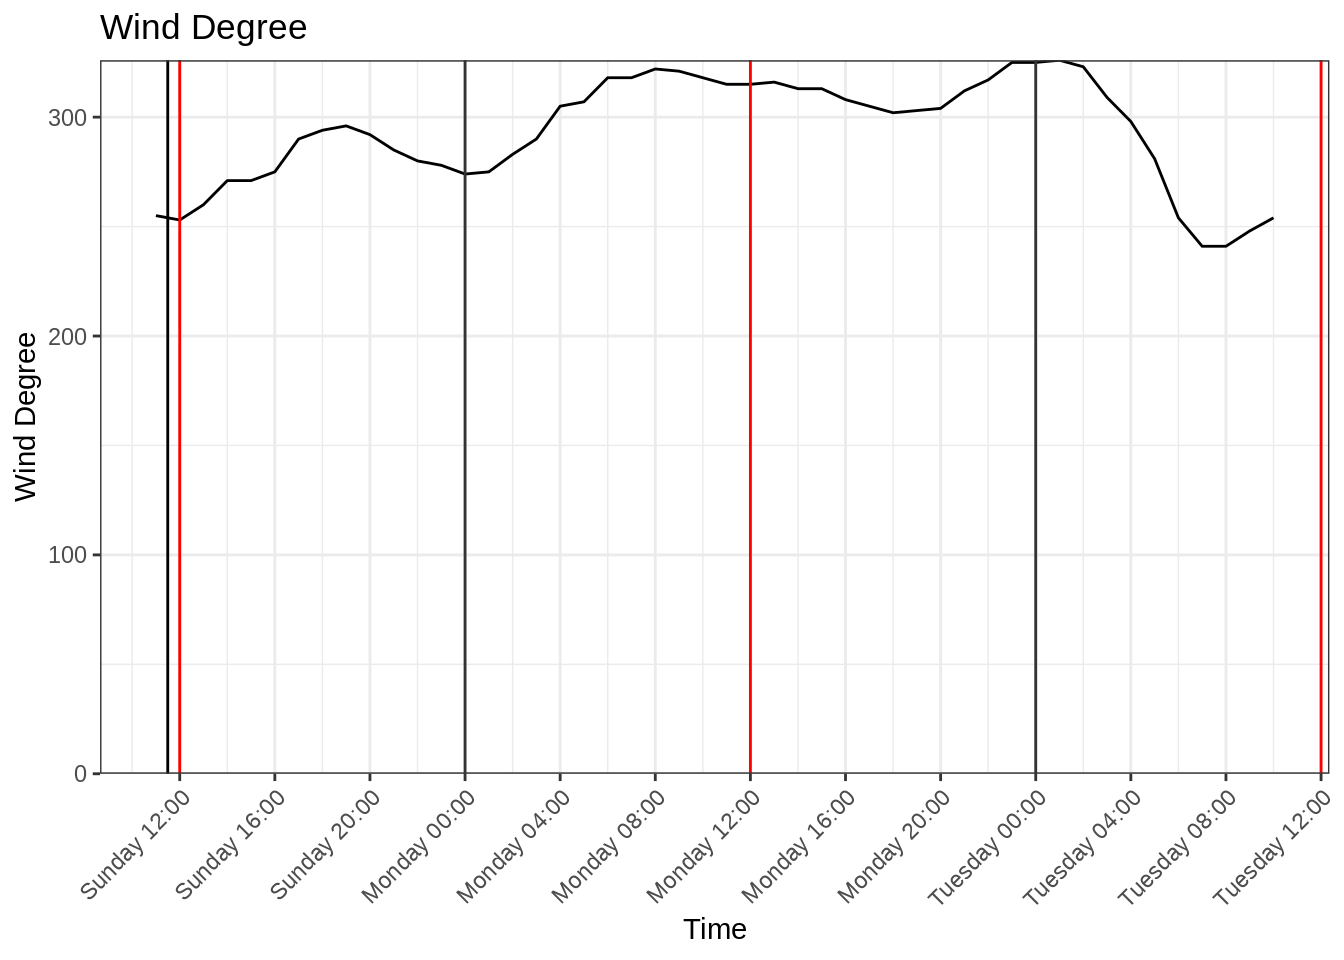 Wind Degree
Wind Degree
300
200
100
0
Sunday 12:00
Sunday 16:00
Sunday 20:00
Monday 00:00
Monday 04:00
Monday 08:00
Monday 12:00
Monday 16:00
Monday 20:00
Tuesday 00:00
Tuesday 04:00
Tuesday 08:00
Tuesday 12:00
Time